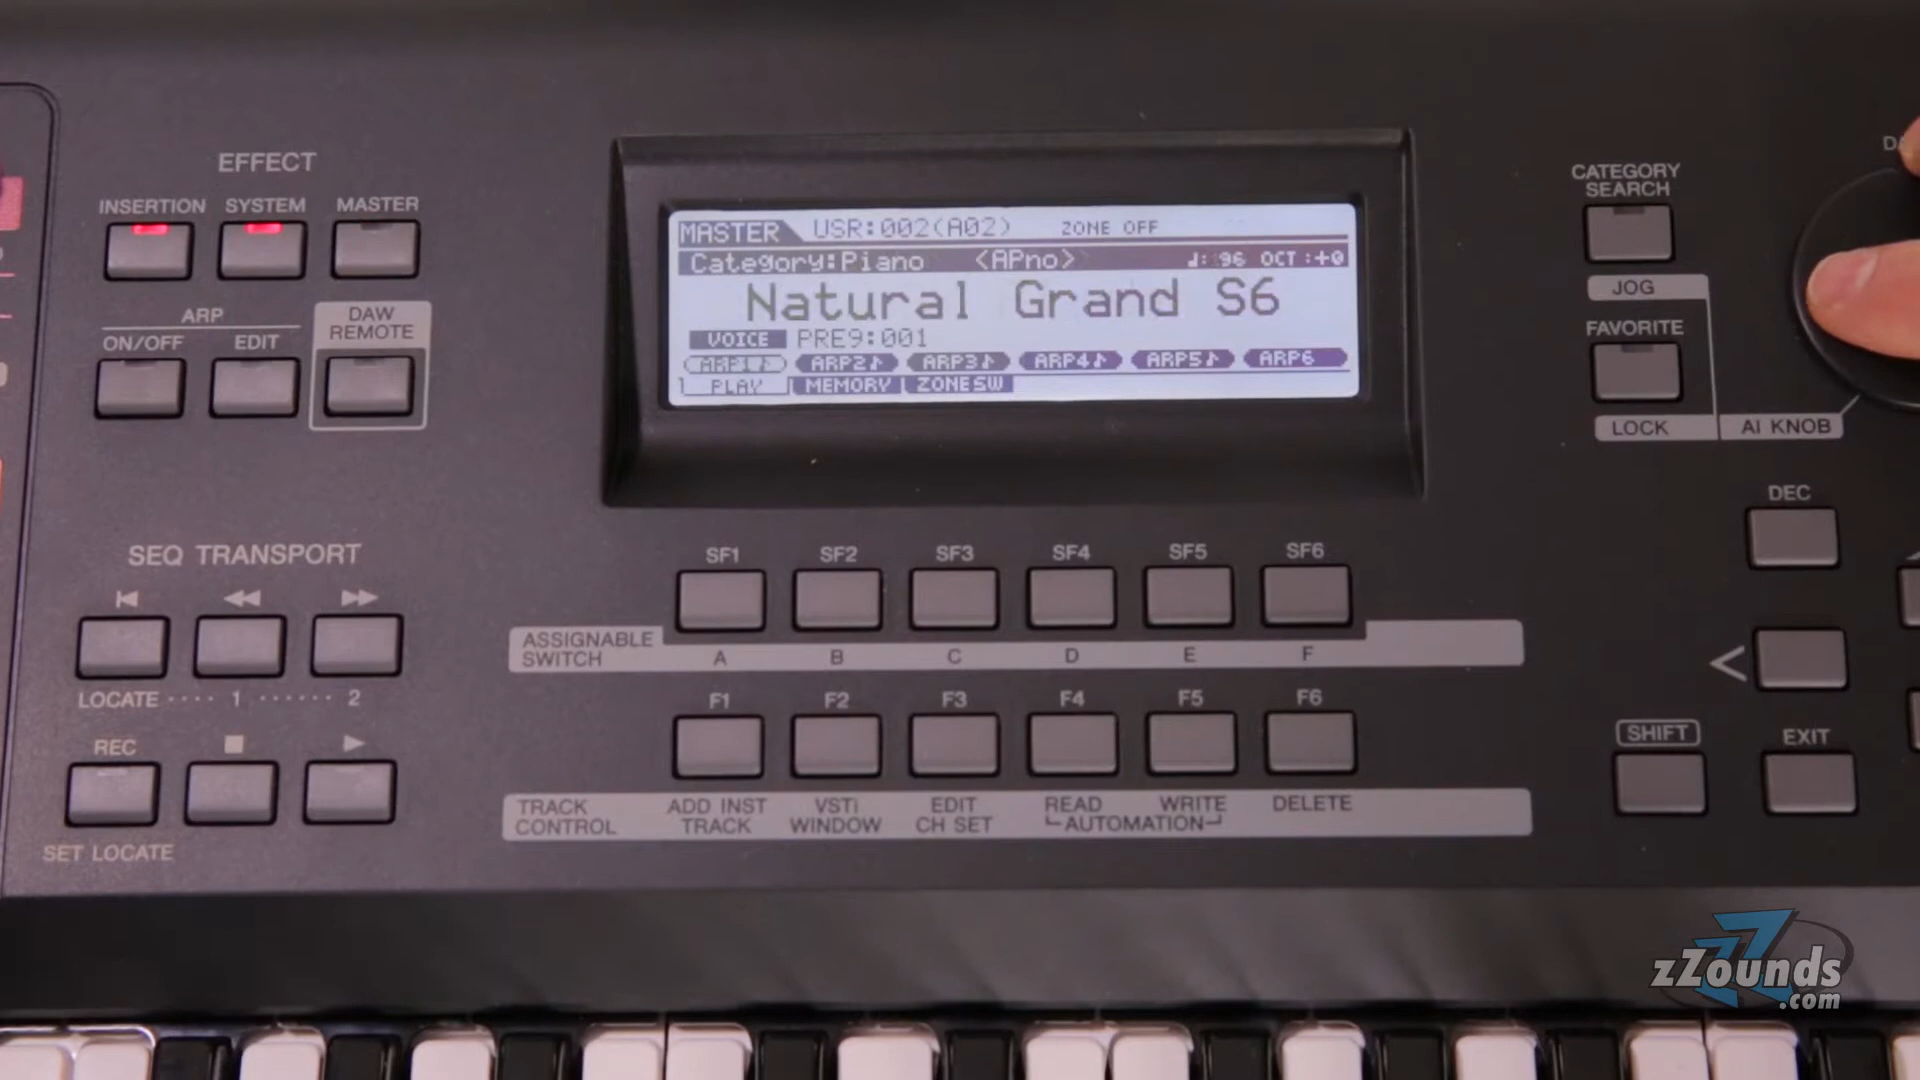 EFFECT
INSERTION SYSTEM MASTER
ARP
ON/OFF EDIT
DAW
REMOTE
MASTER USR:002(A02) ZONE OFF
Category:Piano <APno> ♩: 96 OCT :+0
Natural Grand S6
VOICE PRE9:001
ARP1♪ ARP2♪ ARP3♪ ARP4♪ ARP5♪ ARP6
PLAY MEMORY ZONESW
CATEGORY
SEARCH
JOG
FAVORITE
LOCK AI KNOB
DEC
SEQ TRANSPORT
LOCATE 1 2
REC
SET LOCATE
SF1 SF2 SF3 SF4 SF5 SF6
ASSIGNABLE
SWITCH
A B C D E F
F1 F2 F3 F4 F5 F6
TRACK
CONTROL
ADD INST
TRACK
VSTi
WINDOW
EDIT
CH SET
READ WRITE
AUTOMATION
DELETE
<
SHIFT EXIT
zZounds
.com